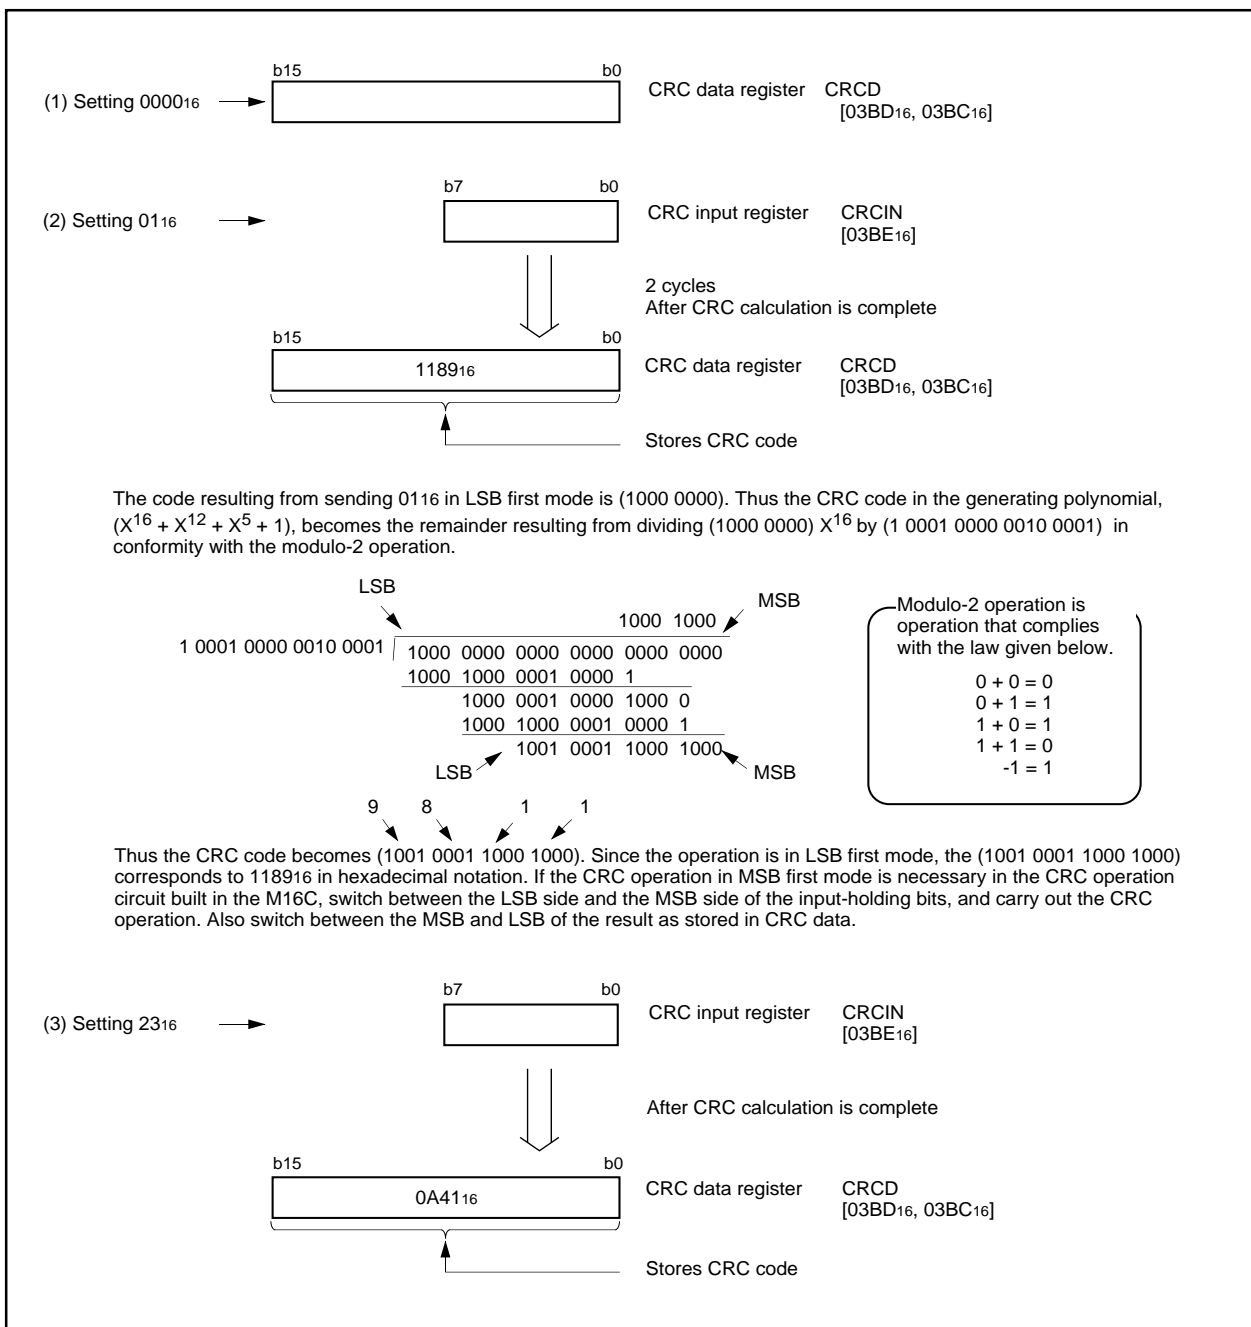 b15 b0
(1) Setting 0000₁₆ CRC data register CRCD
[03BD₁₆, 03BC₁₆]
b7 b0
(2) Setting 01₁₆ CRC input register CRCIN
[03BE₁₆]
2 cycles
After CRC calculation is complete
b15 b0
1189₁₆ CRC data register CRCD
[03BD₁₆, 03BC₁₆]
Stores CRC code
The code resulting from sending 01₁₆ in LSB first mode is (1000 0000). Thus the CRC code in the generating polynomial,
(X¹⁶ + X¹² + X⁵ + 1), becomes the remainder resulting from dividing (1000 0000) X¹⁶ by (1 0001 0000 0010 0001) in
conformity with the modulo-2 operation.
LSB MSB
1000 1000
1 0001 0000 0010 0001 1000 0000 0000 0000 0000 0000
1000 1000 0001 0000 1
1000 0001 0000 1000 0
1000 1000 0001 0000 1
1001 0001 1000 1000
LSB MSB
Modulo-2 operation is
operation that complies
with the law given below.
0 + 0 = 0
0 + 1 = 1
1 + 0 = 1
1 + 1 = 0
-1 = 1
9 8 1 1
Thus the CRC code becomes (1001 0001 1000 1000). Since the operation is in LSB first mode, the (1001 0001 1000 1000)
corresponds to 1189₁₆ in hexadecimal notation. If the CRC operation in MSB first mode is necessary in the CRC operation
circuit built in the M16C, switch between the LSB side and the MSB side of the input-holding bits, and carry out the CRC
operation. Also switch between the MSB and LSB of the result as stored in CRC data.
b7 b0
(3) Setting 23₁₆ CRC input register CRCIN
[03BE₁₆]
After CRC calculation is complete
b15 b0
0A41₁₆ CRC data register CRCD
[03BD₁₆, 03BC₁₆]
Stores CRC code